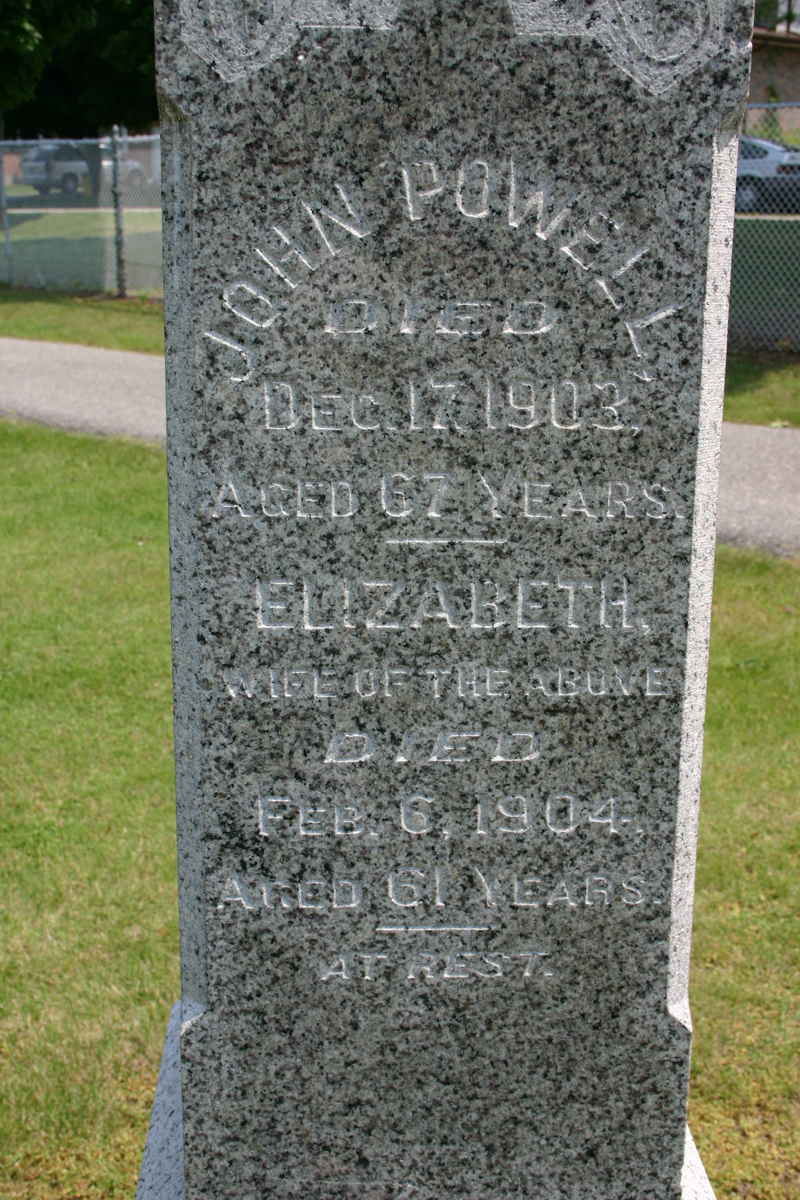 JOHN POWELL,
DIED
DEC. 17, 1903,
AGED 67 YEARS.
ELIZABETH,
WIFE OF THE ABOVE
DIED
FEB. 6, 1904,
AGED 61 YEARS.
AT REST.